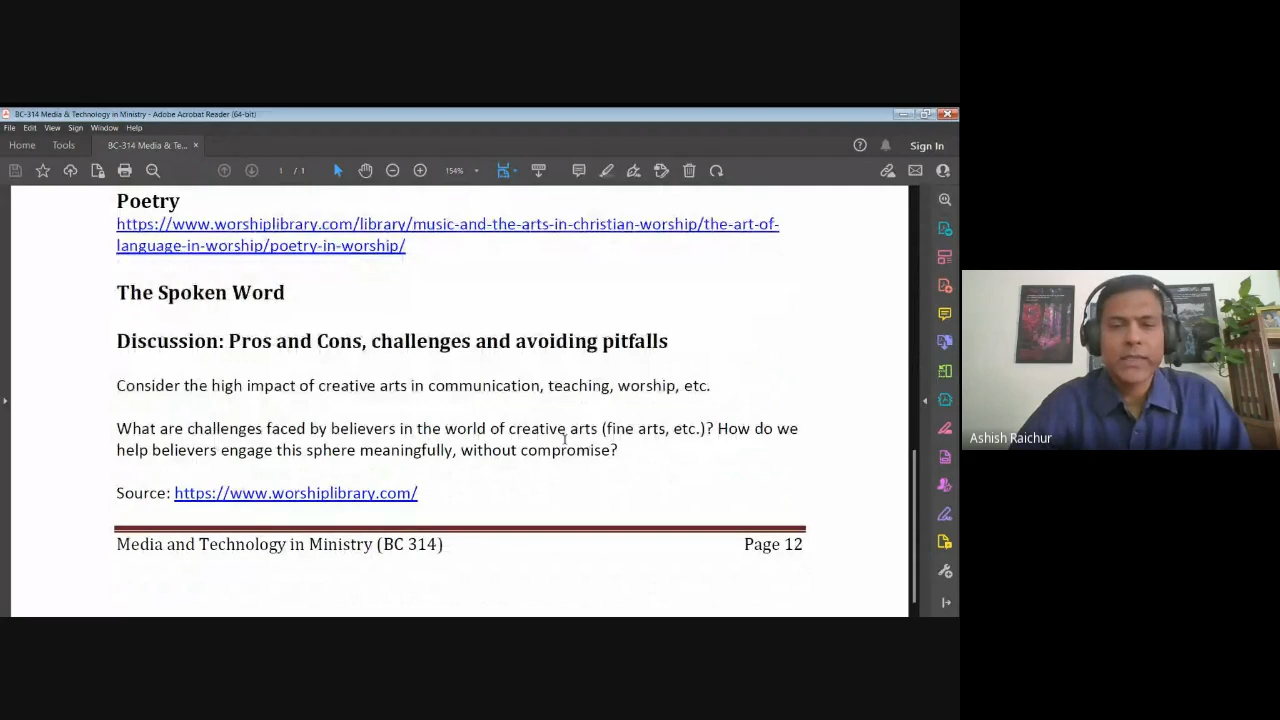 BC-314 Media & Technology in Ministry - Adobe Acrobat Reader (64-bit)
File Edit View Sign Window Help
Home Tools BC-314 Media & Te... × Sign In
1 / 1 154%
Poetry
https://www.worshiplibrary.com/library/music-and-the-arts-in-christian-worship/the-art-of-
language-in-worship/poetry-in-worship/
The Spoken Word
Discussion: Pros and Cons, challenges and avoiding pitfalls
Consider the high impact of creative arts in communication, teaching, worship, etc.
What are challenges faced by believers in the world of creative arts (fine arts, etc.)? How do we
help believers engage this sphere meaningfully, without compromise?
Source: https://www.worshiplibrary.com/
Media and Technology in Ministry (BC 314) Page 12
Ashish Raichur